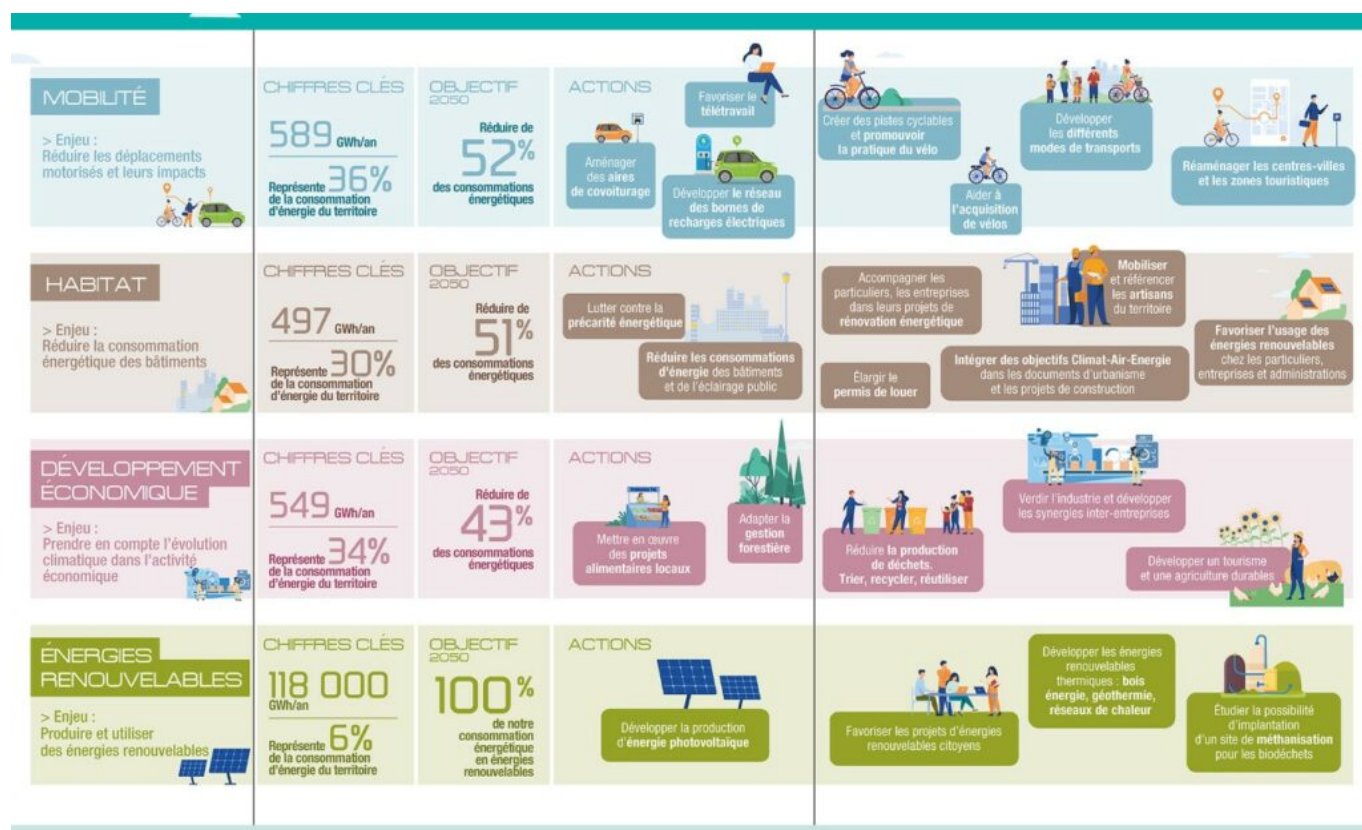 MOBILITÉ
> Enjeu :
Réduire les déplacements
motorisés et leurs impacts
CHIFFRES CLÉS
589 GWh/an
Représente 36%
de la consommation
d'énergie du territoire
OBJECTIF
2050
Réduire de
52%
des consommations
énergétiques
ACTIONS
Aménager
des aires
de covoiturage
Favoriser le
télétravail
Développer le réseau
des bornes de
recharges électriques
Créer des pistes cyclables
et promouvoir
la pratique du vélo
Aider à
l'acquisition
de vélos
Développer
les différents
modes de transports
Réaménager les centres-villes
et les zones touristiques
HABITAT
> Enjeu :
Réduire la consommation
énergétique des bâtiments
CHIFFRES CLÉS
497 GWh/an
Représente 30%
de la consommation
d'énergie du territoire
OBJECTIF
2050
Réduire de
51%
des consommations
énergétiques
ACTIONS
Lutter contre la
précarité énergétique
Réduire les consommations
d'énergie des bâtiments
et de l'éclairage public
Accompagner les
particuliers, les entreprises
dans leurs projets de
rénovation énergétique
Élargir le
permis de louer
Mobiliser
et référencer
les artisans
du territoire
Intégrer des objectifs Climat-Air-Energie
dans les documents d'urbanisme
et les projets de construction
Favoriser l'usage des
énergies renouvelables
chez les particuliers,
entreprises et administrations
DÉVELOPPEMENT
ÉCONOMIQUE
> Enjeu :
Prendre en compte l'évolution
climatique dans l'activité
économique
CHIFFRES CLÉS
549 GWh/an
Représente 34%
de la consommation
d'énergie du territoire
OBJECTIF
2050
Réduire de
43%
des consommations
énergétiques
ACTIONS
Mettre en œuvre
des projets
alimentaires locaux
Adapter la
gestion
forestière
Réduire la production
de déchets.
Trier, recycler, réutiliser
Verdir l'industrie et développer
les synergies inter-entreprises
Développer un tourisme
et une agriculture durables
ÉNERGIES
RENOUVELABLES
> Enjeu :
Produire et utiliser
des énergies renouvelables
CHIFFRES CLÉS
118 000
GWh/an
Représente 6%
de la consommation
d'énergie du territoire
OBJECTIF
2050
100%
de notre
consommation
énergétique
en énergies
renouvelables
ACTIONS
Développer la production
d'énergie photovoltaïque
Favoriser les projets d'énergies
renouvelables citoyens
Développer les énergies
renouvelables
thermiques : bois
énergie, géothermie,
réseaux de chaleur
Étudier la possibilité
d'implantation
d'un site de méthanisation
pour les biodéchets